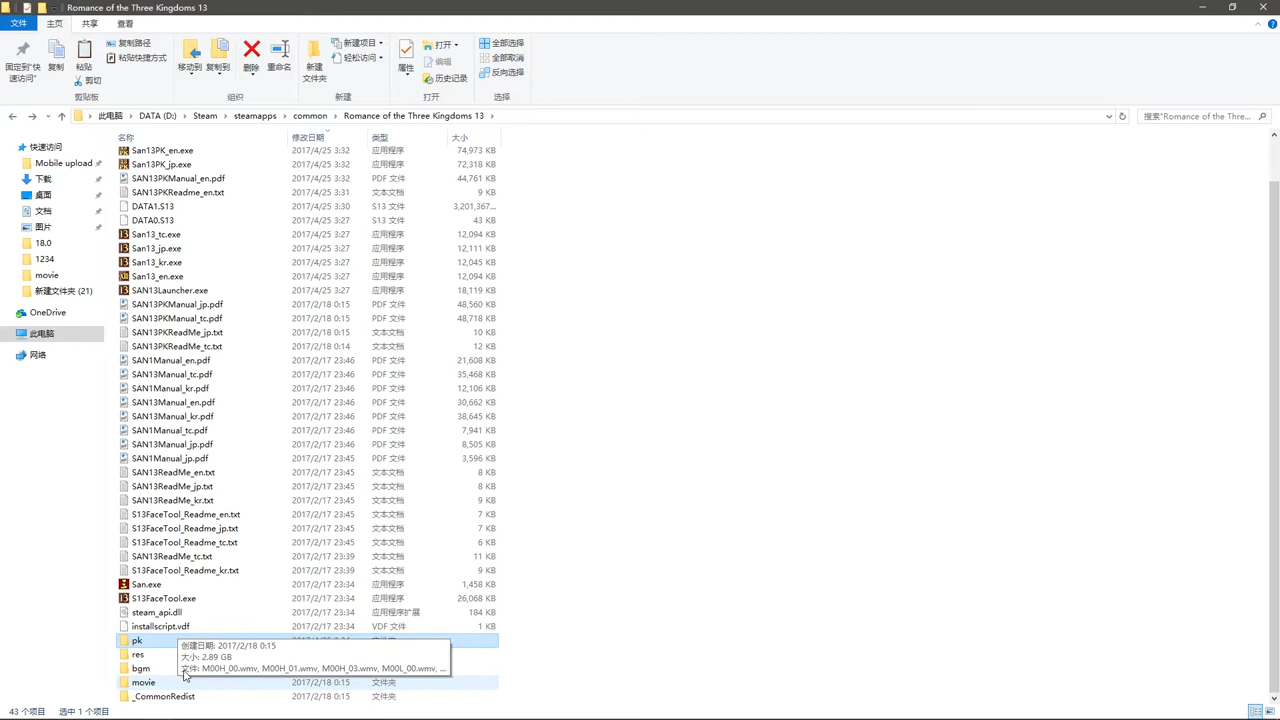 Romance of the Three Kingdoms 13
文件 主页 共享 查看
固定到"快速访问"
复制
粘贴
复制路径
粘贴快捷方式
剪切
移动到
复制到
删除
重命名
新建文件夹
新建项目
轻松访问
属性
打开
编辑
历史记录
全部选择
全部取消
反向选择
剪贴板 组织 新建 打开 选择
此电脑 DATA (D:) Steam steamapps common Romance of the Three Kingdoms 13
搜索"Romance of the Thre...
快速访问
Mobile upload
下载
桌面
文档
图片
18.0
1234
movie
新建文件夹 (21)
OneDrive
此电脑
网络
名称 修改日期 类型 大小
San13PK_en.exe 2017/4/25 3:32 应用程序 74,973 KB
San13PK_jp.exe 2017/4/25 3:32 应用程序 72,318 KB
SAN13PKManual_en.pdf 2017/4/25 3:32 PDF 文件 44,761 KB
SAN13PKReadme_en.txt 2017/4/25 3:31 文本文档 9 KB
DATA1.S13 2017/4/25 3:30 S13 文件 3,201,367...
DATA0.S13 2017/4/25 3:27 S13 文件 43 KB
San13_tc.exe 2017/4/25 3:27 应用程序 12,094 KB
San13_jp.exe 2017/4/25 3:27 应用程序 12,111 KB
San13_kr.exe 2017/4/25 3:27 应用程序 12,045 KB
San13_en.exe 2017/4/25 3:27 应用程序 12,094 KB
SAN13Launcher.exe 2017/4/25 3:27 应用程序 18,119 KB
SAN13PKManual_jp.pdf 2017/2/18 0:15 PDF 文件 48,560 KB
SAN13PKManual_tc.pdf 2017/2/18 0:15 PDF 文件 48,718 KB
SAN13PKReadMe_jp.txt 2017/2/18 0:15 文本文档 10 KB
SAN13PKReadMe_tc.txt 2017/2/18 0:14 文本文档 12 KB
SAN1Manual_en.pdf 2017/2/17 23:46 PDF 文件 21,608 KB
SAN13Manual_tc.pdf 2017/2/17 23:46 PDF 文件 35,468 KB
SAN1Manual_kr.pdf 2017/2/17 23:46 PDF 文件 12,106 KB
SAN13Manual_en.pdf 2017/2/17 23:46 PDF 文件 30,662 KB
SAN13Manual_kr.pdf 2017/2/17 23:46 PDF 文件 38,645 KB
SAN1Manual_tc.pdf 2017/2/17 23:46 PDF 文件 7,941 KB
SAN13Manual_jp.pdf 2017/2/17 23:46 PDF 文件 8,505 KB
SAN1Manual_jp.pdf 2017/2/17 23:45 PDF 文件 3,596 KB
SAN13ReadMe_en.txt 2017/2/17 23:45 文本文档 8 KB
SAN13ReadMe_jp.txt 2017/2/17 23:45 文本文档 8 KB
SAN13ReadMe_kr.txt 2017/2/17 23:45 文本文档 9 KB
S13FaceTool_Readme_en.txt 2017/2/17 23:45 文本文档 7 KB
S13FaceTool_Readme_jp.txt 2017/2/17 23:45 文本文档 7 KB
S13FaceTool_Readme_tc.txt 2017/2/17 23:45 文本文档 6 KB
SAN13ReadMe_tc.txt 2017/2/17 23:39 文本文档 11 KB
S13FaceTool_Readme_kr.txt 2017/2/17 23:39 文本文档 9 KB
San.exe 2017/2/17 23:34 应用程序 1,458 KB
S13FaceTool.exe 2017/2/17 23:34 应用程序 26,068 KB
steam_api.dll 2017/2/17 23:34 应用程序扩展 184 KB
installscript.vdf 2017/2/17 23:34 VDF 文件 1 KB
pk
创建日期: 2017/2/18 0:15
res
大小: 2.89 GB
bgm
文件: M00H_00.wmv, M00H_01.wmv, M00H_03.wmv, M00L_00.wmv, ...
movie 2017/2/18 0:15 文件夹
_CommonRedist 2017/2/18 0:15 文件夹
43 个项目 选中 1 个项目